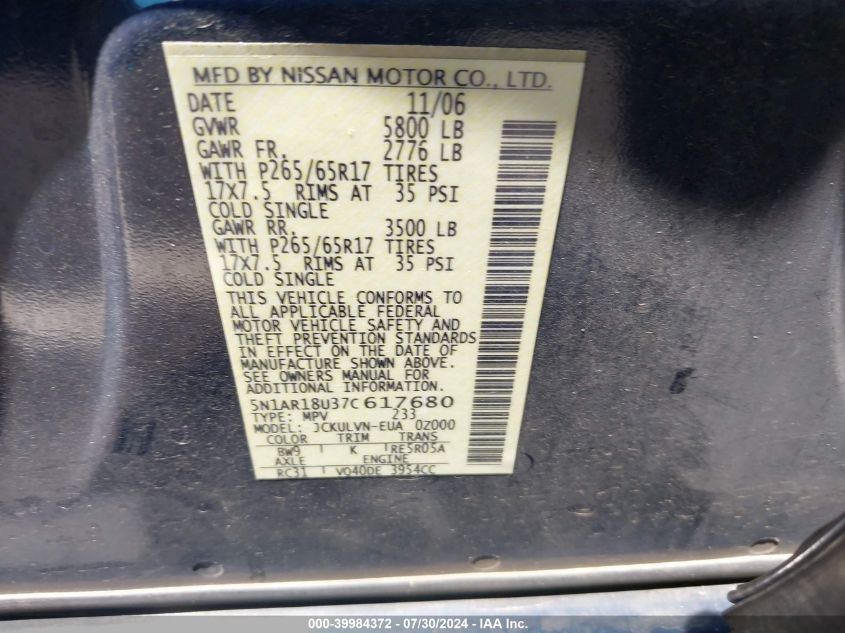 MFD BY NISSAN MOTOR CO., LTD.
DATE 11/06
GVWR 5800 LB
GAWR FR. 2776 LB
WITH P265/65R17 TIRES
17X7.5 RIMS AT 35 PSI
COLD SINGLE
GAWR RR. 3500 LB
WITH P265/65R17 TIRES
17X7.5 RIMS AT 35 PSI
COLD SINGLE
THIS VEHICLE CONFORMS TO
ALL APPLICABLE FEDERAL
MOTOR VEHICLE SAFETY AND
THEFT PREVENTION STANDARDS
IN EFFECT ON THE DATE OF
MANUFACTURE SHOWN ABOVE.
SEE OWNERS MANUAL FOR
ADDITIONAL INFORMATION
5N1AR18U37C617680
TYPE: MPV 233
MODEL: JCKULVN-EUA 0Z000
COLOR TRIM TRANS
BW9 K RE5R05A
AXLE ENGINE
RC31 VQ40DE 3954CC
000-39984372 - 07/30/2024 - IAA Inc.